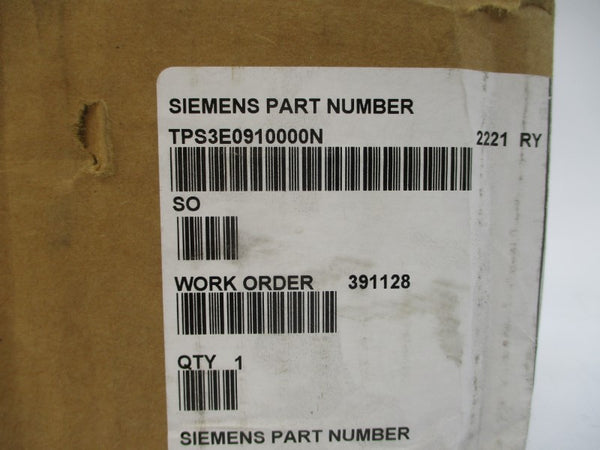 SIEMENS PART NUMBER
TPS3E0910000N 2221 RY
SO
WORK ORDER 391128
QTY 1
SIEMENS PART NUMBER